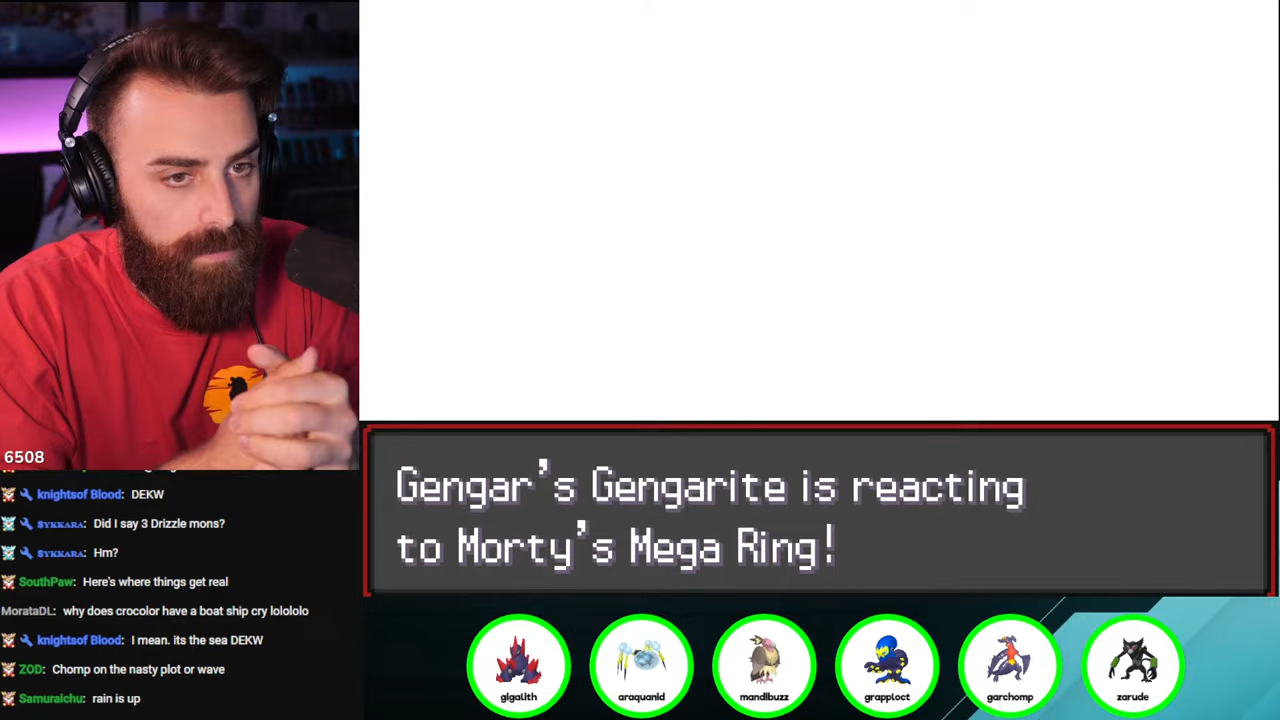 6508
knightsof Blood: DEKW
SYKKARA: Did I say 3 Drizzle mons?
SYKKARA: Hm?
SouthPaw: Here's where things get real
MorataDL: why does crocolor have a boat ship cry lolololo
knightsof Blood: I mean. its the sea DEKW
ZOD: Chomp on the nasty plot or wave
Samuraichu: rain is up
Gengar's Gengarite is reacting
to Morty's Mega Ring!
gigalith
araquanid
mandibuzz
grapploct
garchomp
zarude